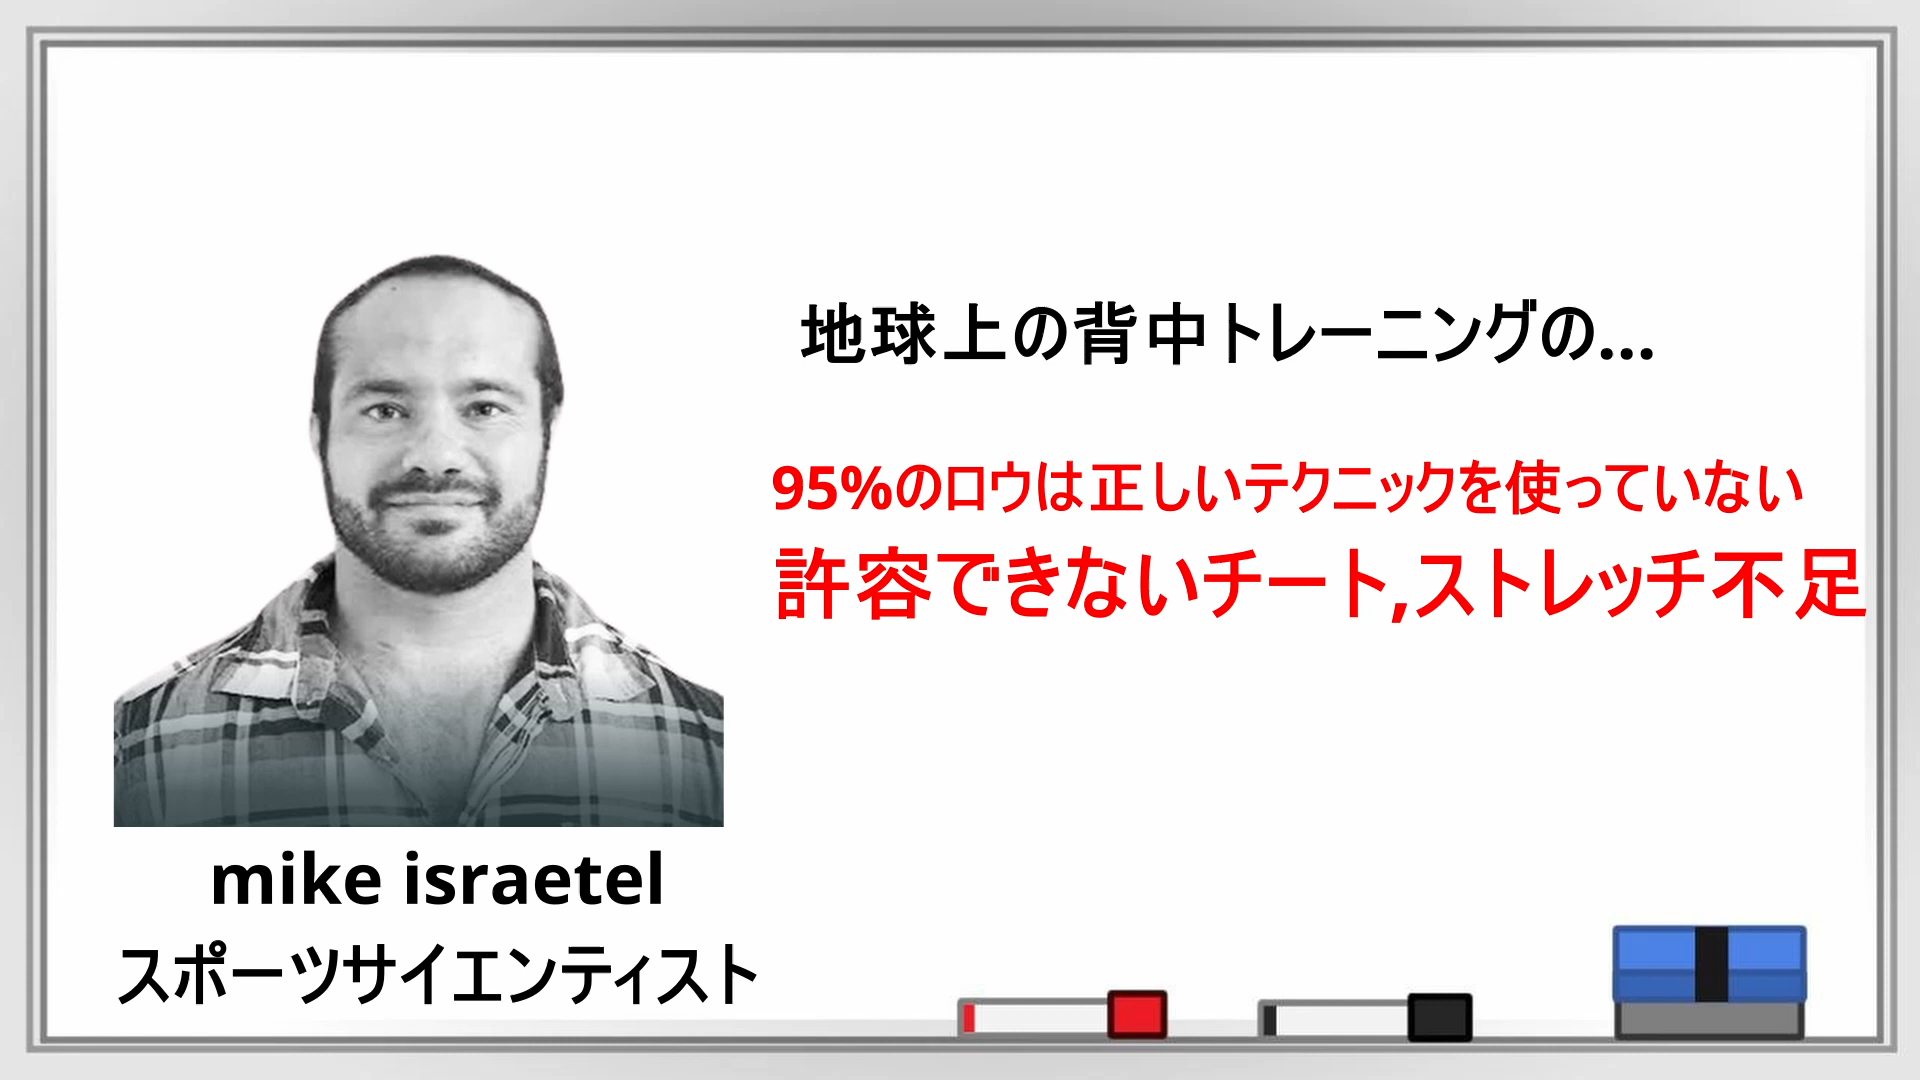 地球上の背中トレーニングの...
95%のロウは正しいテクニックを使っていない
許容できないチート,ストレッチ不足
mike israetel
スポーツサイエンティスト